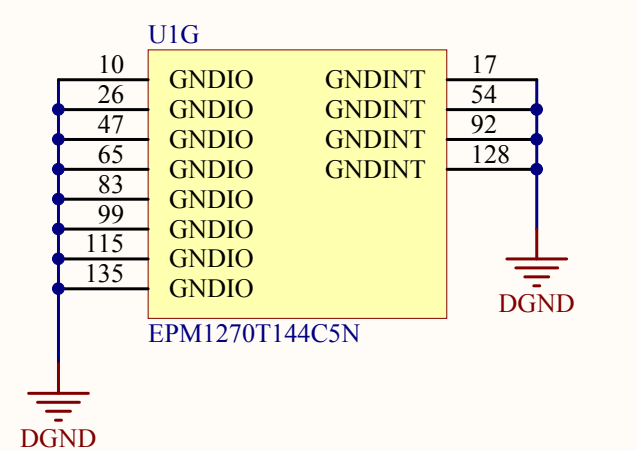 U1G
10 GNDIO GNDINT 17
26 GNDIO GNDINT 54
47 GNDIO GNDINT 92
65 GNDIO GNDINT 128
83 GNDIO
99 GNDIO
115 GNDIO
135 GNDIO
DGND
EPM1270T144C5N
DGND